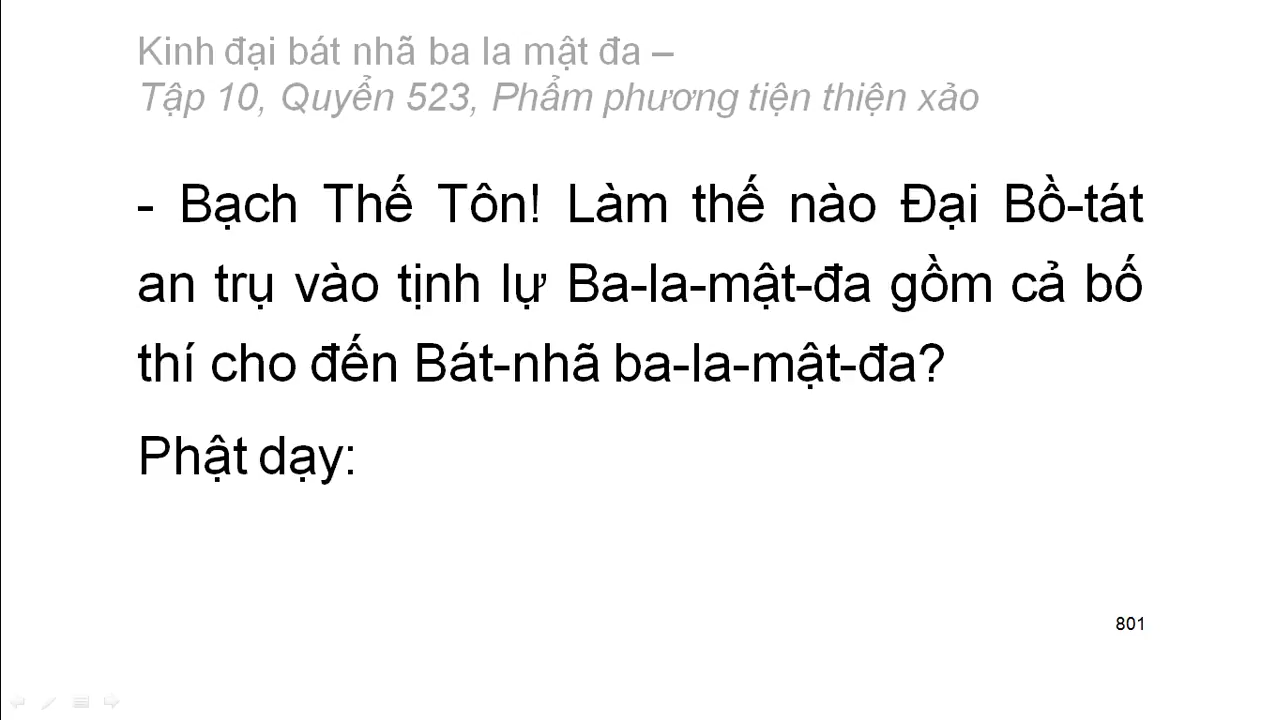 Kinh đại bát nhã ba la mật đa –
Tập 10, Quyển 523, Phẩm phương tiện thiện xảo
- Bạch Thế Tôn! Làm thế nào Đại Bồ-tát
an trụ vào tịnh lự Ba-la-mật-đa gồm cả bố
thí cho đến Bát-nhã ba-la-mật-đa?
Phật dạy:
801